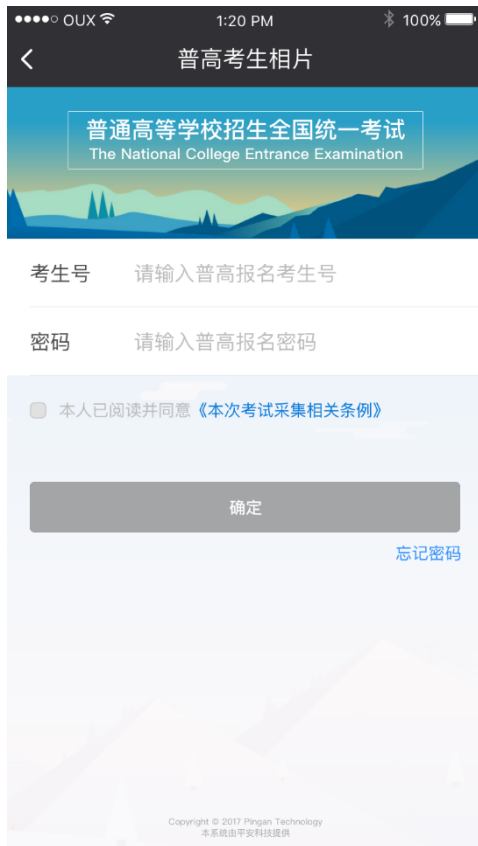 OUX 1:20 PM 100%
普高考生相片
普通高等学校招生全国统一考试
The National College Entrance Examination
考生号 请输入普高报名考生号
密码 请输入普高报名密码
本人已阅读并同意《本次考试采集相关条例》
确定
忘记密码
Copyright © 2017 Pingan Technology
本系统由平安科技提供